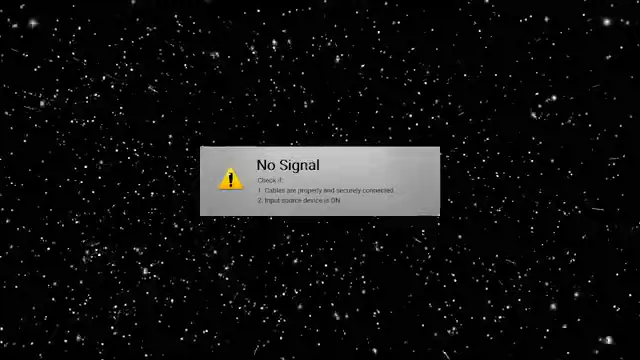 No Signal
Check if:
1. Cables are properly and securely connected.
2. Input source device is ON